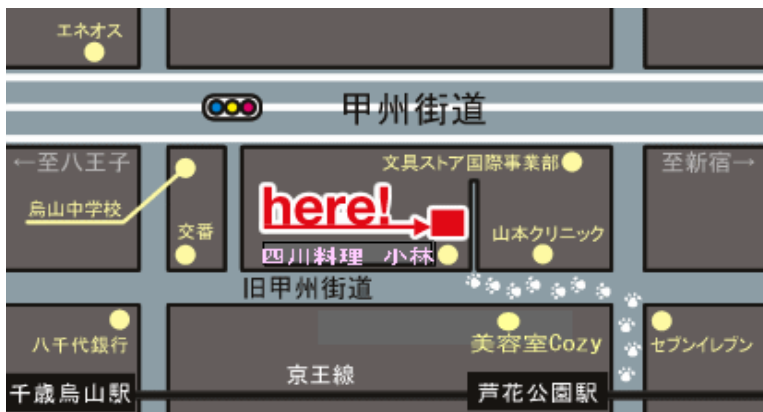 エネオス
甲州街道
←至八王子
文具ストア国際事業部
至新宿→
烏山中学校
here!
交番
山本クリニック
四川料理 小林
旧甲州街道
八千代銀行
美容室Cozy
セブンイレブン
京王線
千歳烏山駅
芦花公園駅